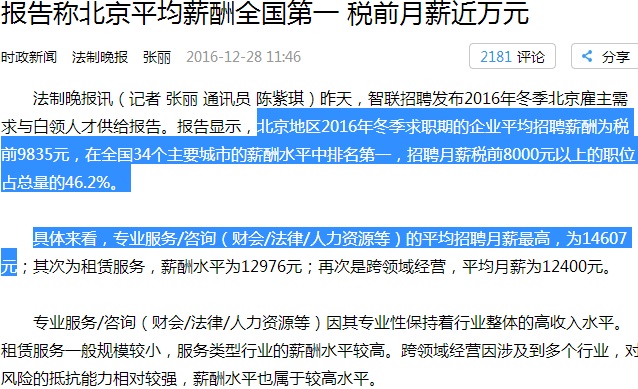 报告称北京平均薪酬全国第一 税前月薪近万元
时政新闻 法制晚报 张丽 2016-12-28 11:46 2181 评论 分享
法制晚报讯（记者 张丽 通讯员 陈紫琪）昨天，智联招聘发布2016年冬季北京雇主需
求与白领人才供给报告。报告显示，北京地区2016年冬季求职期的企业平均招聘薪酬为税
前9835元，在全国34个主要城市的薪酬水平中排名第一，招聘月薪税前8000元以上的职位
占总量的46.2%。
具体来看，专业服务/咨询（财会/法律/人力资源等）的平均招聘月薪最高，为14607
元；其次为租赁服务，薪酬水平为12976元；再次是跨领域经营，平均月薪为12400元。
专业服务/咨询（财会/法律/人力资源等）因其专业性保持着行业整体的高收入水平。
租赁服务一般规模较小，服务类型行业的薪酬水平较高。跨领域经营因涉及到多个行业，对
风险的抵抗能力相对较强，薪酬水平也属于较高水平。